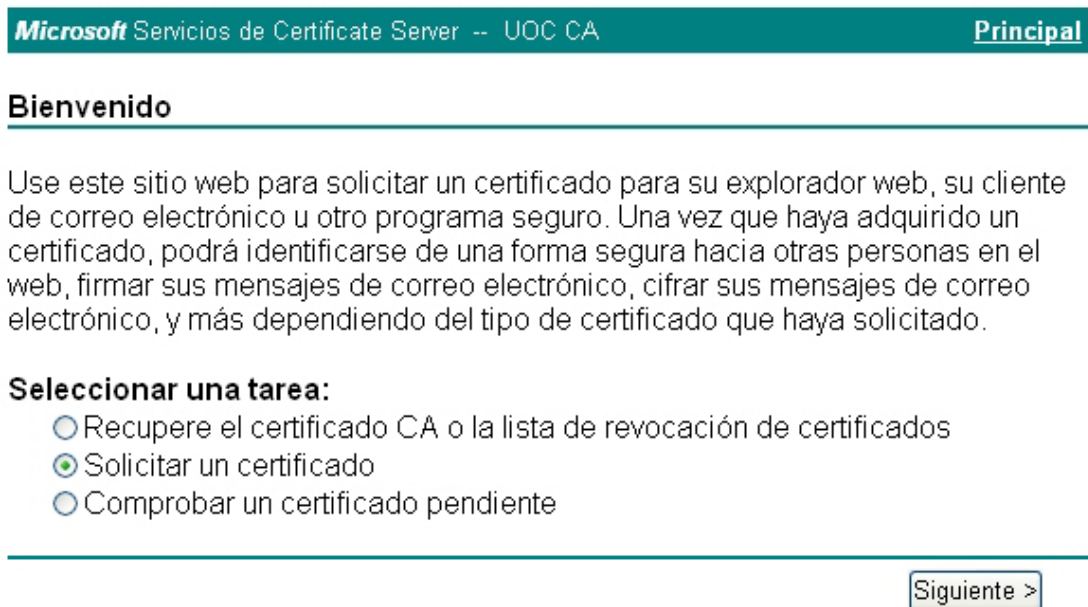 Microsoft Servicios de Certificate Server -- UOC CA Principal
Bienvenido
Use este sitio web para solicitar un certificado para su explorador web, su cliente
de correo electrónico u otro programa seguro. Una vez que haya adquirido un
certificado, podrá identificarse de una forma segura hacia otras personas en el
web, firmar sus mensajes de correo electrónico, cifrar sus mensajes de correo
electrónico, y más dependiendo del tipo de certificado que haya solicitado.
Seleccionar una tarea:
Recupere el certificado CA o la lista de revocación de certificados
Solicitar un certificado
Comprobar un certificado pendiente
Siguiente >